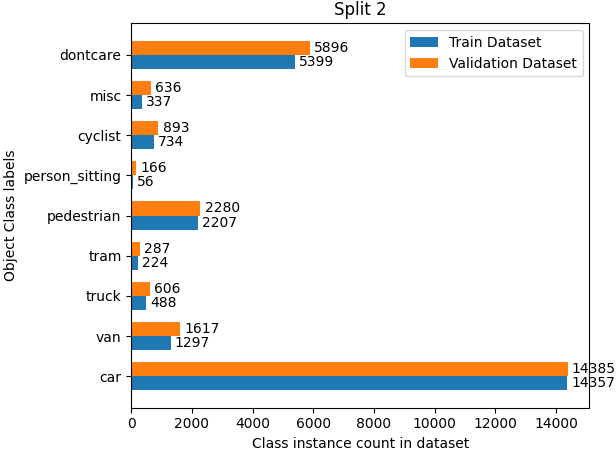 Split 2
Train Dataset
Validation Dataset
Object Class labels
dontcare
5896
5399
misc
636
337
cyclist
893
734
person_sitting
166
56
pedestrian
2280
2207
tram
287
224
truck
606
488
van
1617
1297
car
14385
14357
0 2000 4000 6000 8000 10000 12000 14000
Class instance count in dataset